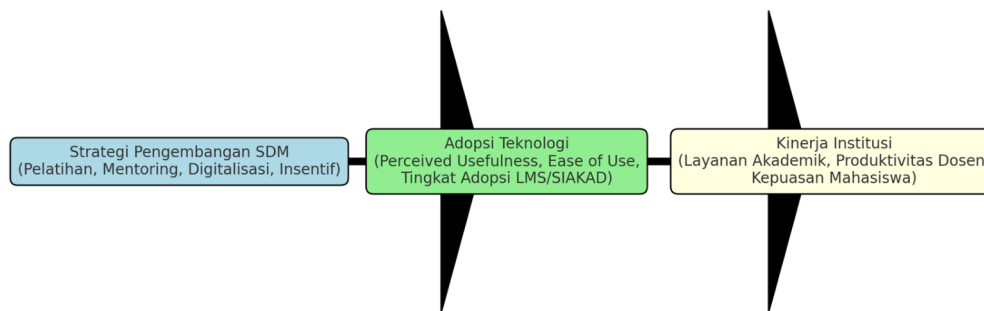 Strategi Pengembangan SDM
(Pelatihan, Mentoring, Digitalisasi, Insentif)
Adopsi Teknologi
(Perceived Usefulness, Ease of Use,
Tingkat Adopsi LMS/SIAKAD)
Kinerja Institusi
(Layanan Akademik, Produktivitas Dosen
Kepuasan Mahasiswa)